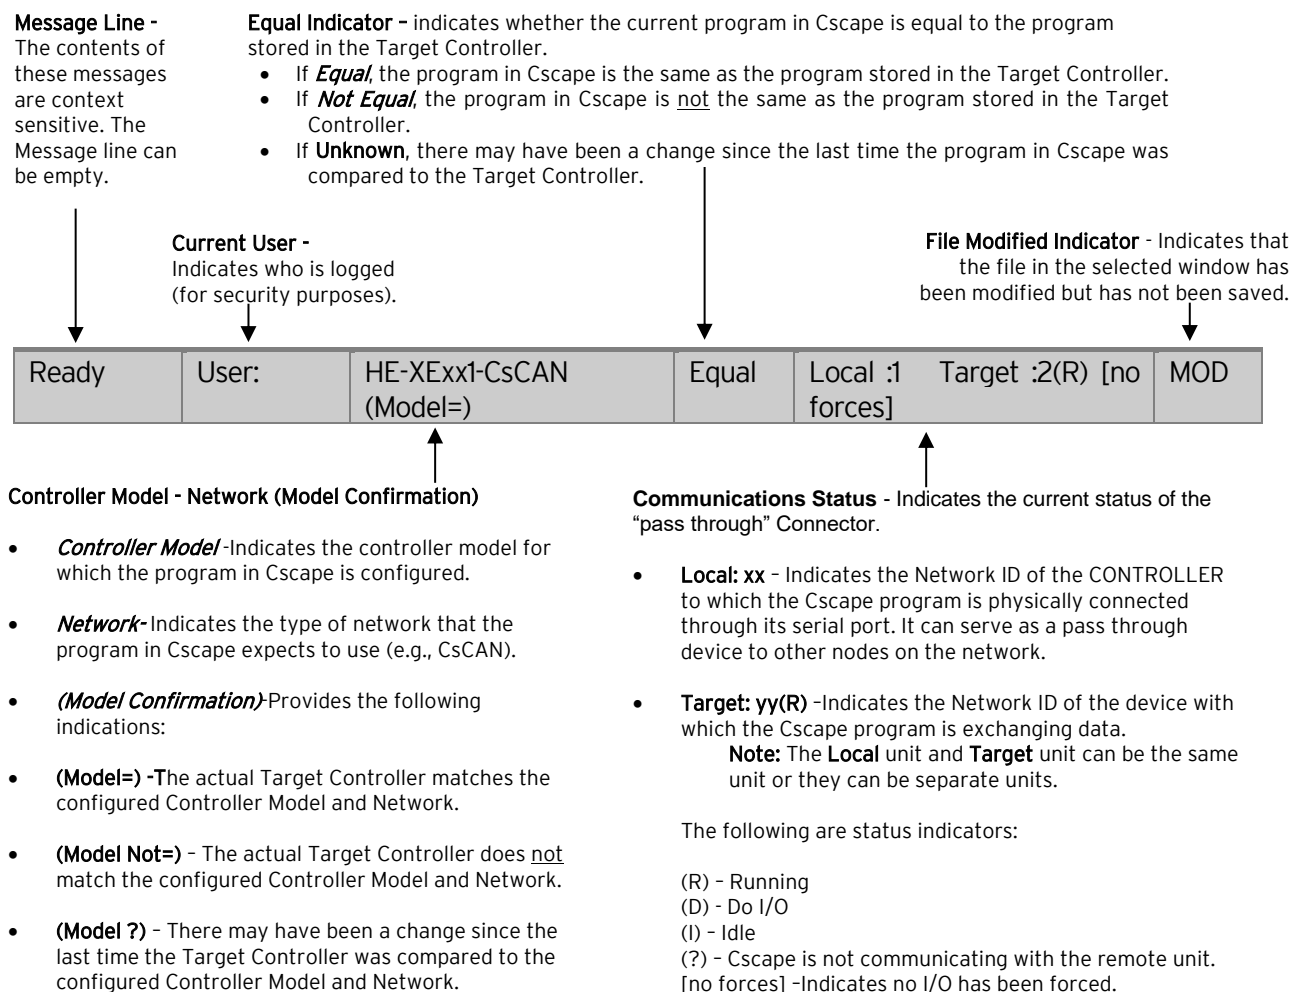 Message Line -
The contents of
these messages
are context
sensitive. The
Message line can
be empty.
Equal Indicator – indicates whether the current program in Cscape is equal to the program
stored in the Target Controller.
• If Equal, the program in Cscape is the same as the program stored in the Target Controller.
• If Not Equal, the program in Cscape is not the same as the program stored in the Target
Controller.
• If Unknown, there may have been a change since the last time the program in Cscape was
compared to the Target Controller.
Current User -
Indicates who is logged
(for security purposes).
File Modified Indicator - Indicates that
the file in the selected window has
been modified but has not been saved.
Ready User: HE-XExx1-CsCAN Equal Local :1 Target :2(R) [no MOD
(Model=) forces]
Controller Model - Network (Model Confirmation)
• Controller Model -Indicates the controller model for
which the program in Cscape is configured.
• Network- Indicates the type of network that the
program in Cscape expects to use (e.g., CsCAN).
• (Model Confirmation)-Provides the following
indications:
• (Model=) -The actual Target Controller matches the
configured Controller Model and Network.
• (Model Not=) – The actual Target Controller does not
match the configured Controller Model and Network.
• (Model ?) – There may have been a change since the
last time the Target Controller was compared to the
configured Controller Model and Network.
Communications Status - Indicates the current status of the
“pass through” Connector.
• Local: xx – Indicates the Network ID of the CONTROLLER
to which the Cscape program is physically connected
through its serial port. It can serve as a pass through
device to other nodes on the network.
• Target: yy(R) –Indicates the Network ID of the device with
which the Cscape program is exchanging data.
Note: The Local unit and Target unit can be the same
unit or they can be separate units.
The following are status indicators:
(R) – Running
(D) - Do I/O
(I) – Idle
(?) – Cscape is not communicating with the remote unit.
[no forces] –Indicates no I/O has been forced.